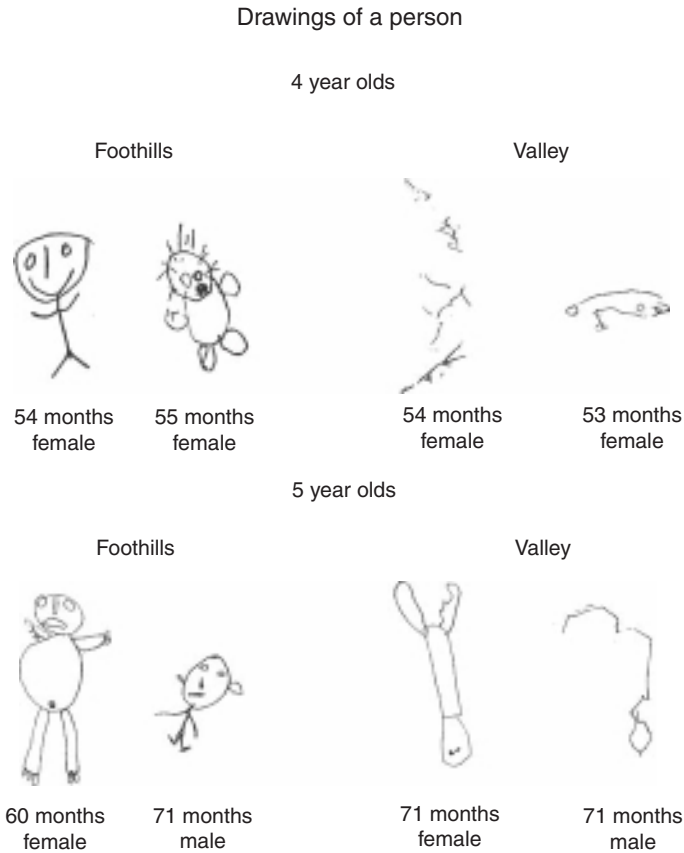 Drawings of a person
4 year olds
Foothills
Valley
54 months
female
55 months
female
54 months
female
53 months
female
5 year olds
Foothills
Valley
60 months
female
71 months
male
71 months
female
71 months
male